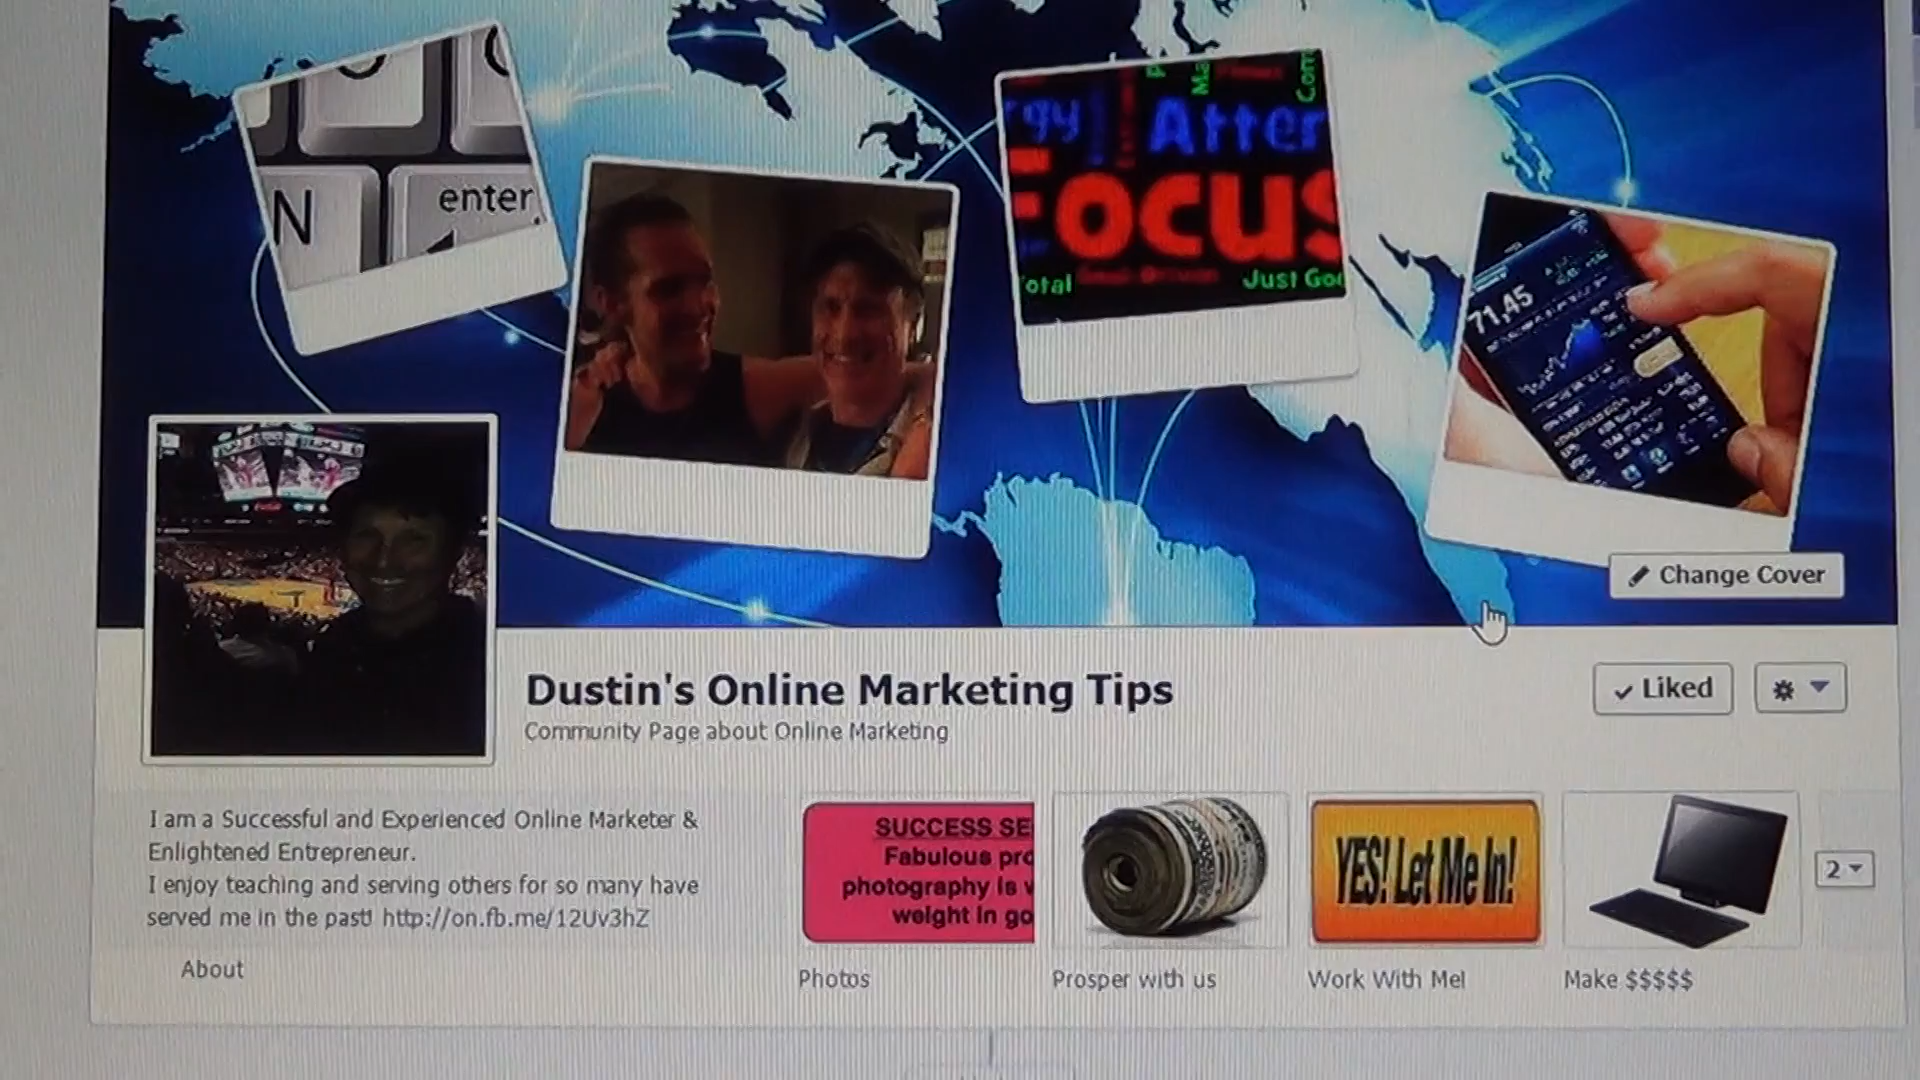 N
enter
rgy
Atter
Focus
otal
Just Go
71,45
Change Cover
Dustin's Online Marketing Tips
Community Page about Online Marketing
Liked
I am a Successful and Experienced Online Marketer &
Enlightened Entrepreneur.
I enjoy teaching and serving others for so many have
served me in the past! http://on.fb.me/12Uv3hZ
About
SUCCESS SE
Fabulous pro
photography is w
weight in go
Photos
Prosper with us
YES! Let Me In!
Work With Me!
Make $$$$$
2